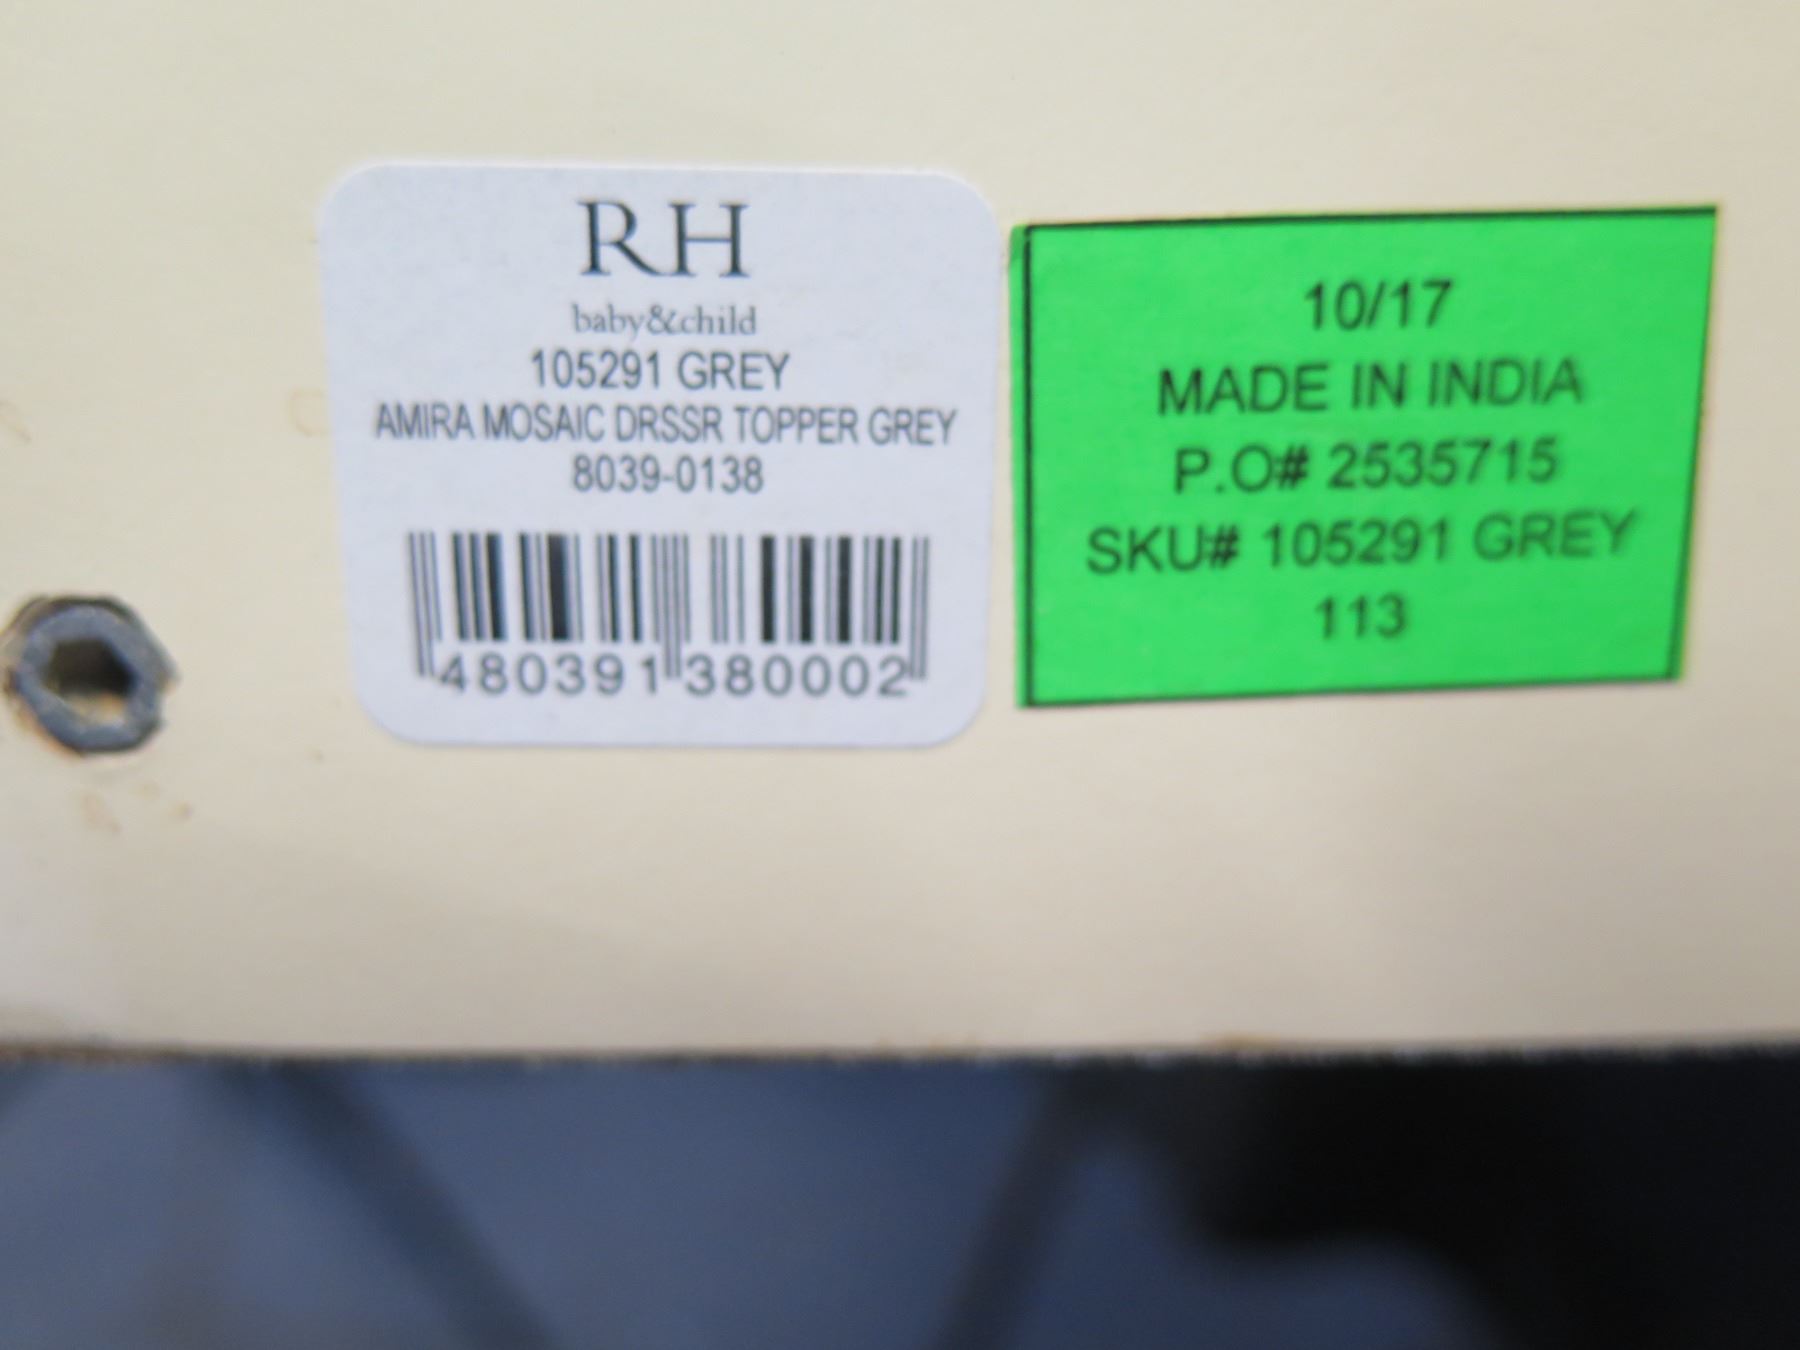 RH
baby&child
105291 GREY
AMIRA MOSAIC DRSSR TOPPER GREY
8039-0138
480391 380002
10/17
MADE IN INDIA
P.O# 2535715
SKU# 105291 GREY
113